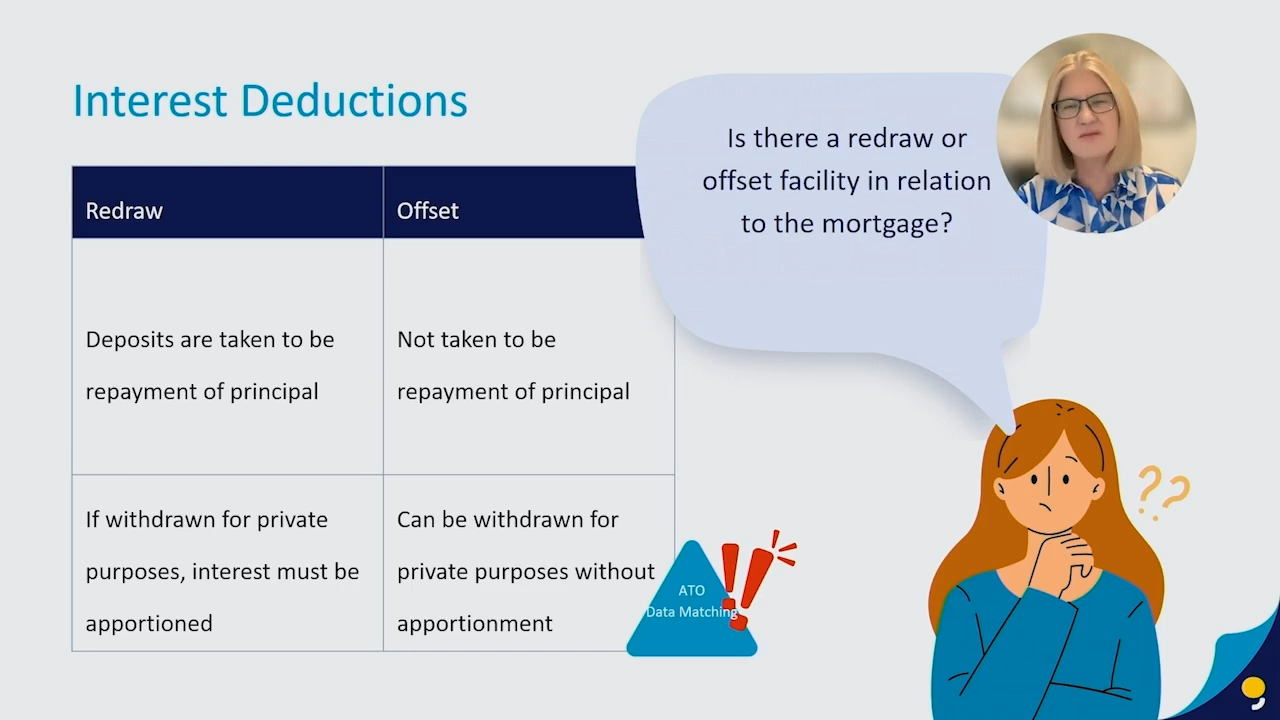 Interest Deductions
Is there a redraw or
offset facility in relation
to the mortgage?
Redraw
Offset
Deposits are taken to be
repayment of principal
Not taken to be
repayment of principal
If withdrawn for private
purposes, interest must be
apportioned
Can be withdrawn for
private purposes without
apportionment
ATO
Data Matching
??